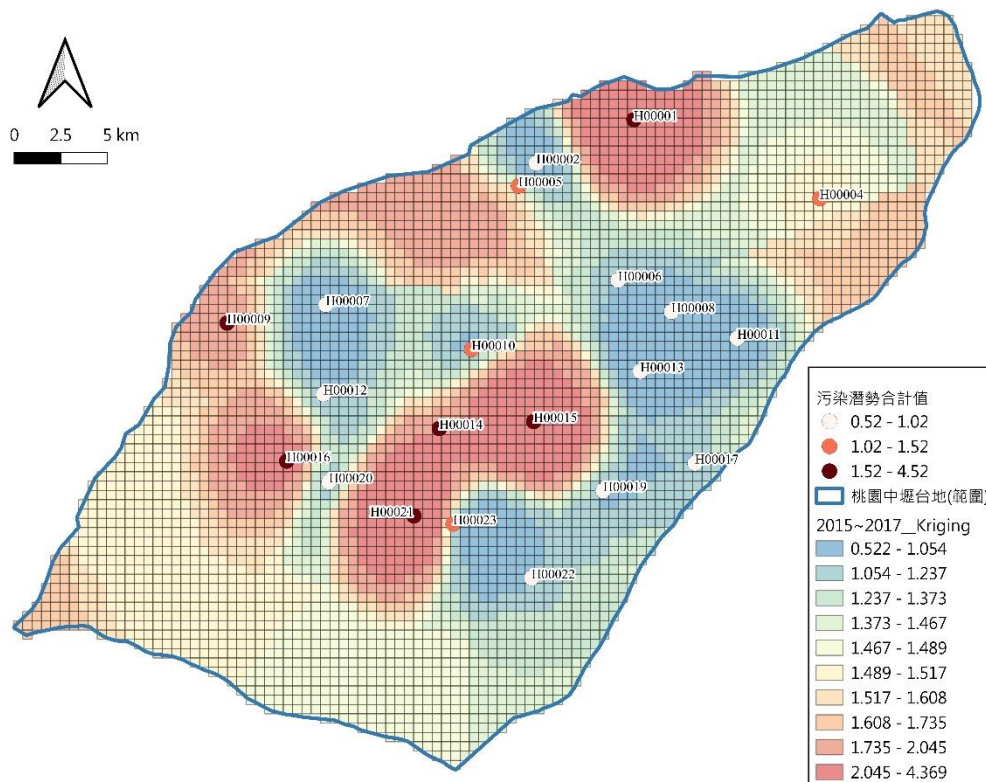 0 2.5 5 km
H00001
H00002
H00005
H00004
H00006
H00007
H00008
H00009
H00011
H00010
H00013
H00012
H00015
H00014
H00016
H00017
H00020
H00019
H00021
H00023
H00022
污染潛勢合計值
0.52 - 1.02
1.02 - 1.52
1.52 - 4.52
桃園中壢台地(範圍)
2015~2017__Kriging
0.522 - 1.054
1.054 - 1.237
1.237 - 1.373
1.373 - 1.467
1.467 - 1.489
1.489 - 1.517
1.517 - 1.608
1.608 - 1.735
1.735 - 2.045
2.045 - 4.369